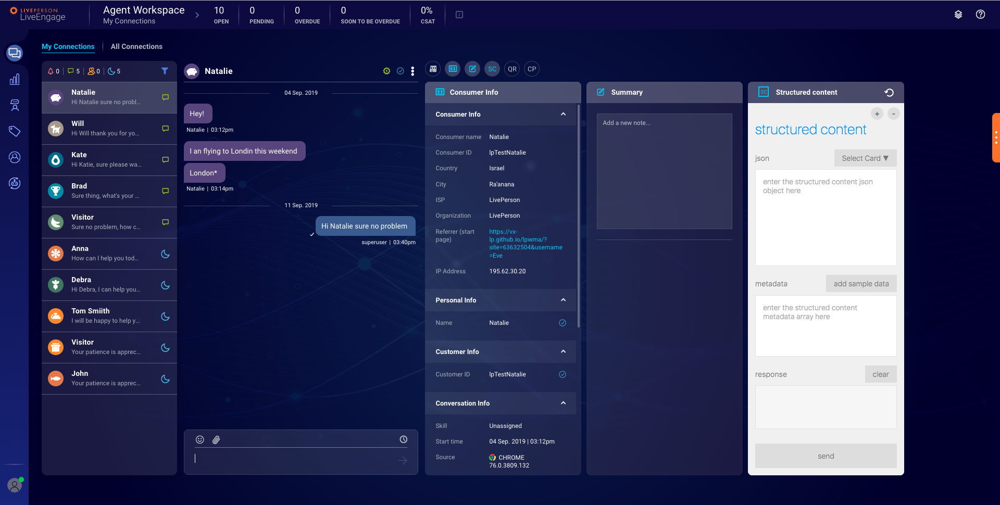 LIVEPERSON
LiveEngage
Agent Workspace
My Connections
10
OPEN
0
PENDING
0
OVERDUE
0
SOON TO BE OVERDUE
0%
CSAT
My Connections
All Connections
0
5
0
5
Natalie
Hi Natalie sure no probl...
Will
Hi Will thank you for yo...
Kate
Hi Katie, sure please wa...
Brad
Sure thing, what's your ...
Visitor
Sure no problem, how c...
Anna
How can I help you tod...
Debra
Hi Debra, I can help you...
Tom Smiith
I will be happy to help y...
Visitor
Your patience is apprec...
John
Your patience is apprec...
Natalie
04 Sep. 2019
Hey!
Natalie | 03:12pm
I an flying to Londin this weekend
London*
Natalie | 03:14pm
11 Sep. 2019
Hi Natalie sure no problem
superuser | 03:40pm
SC
QR
CP
Consumer Info
Consumer Info
Consumer name Natalie
Consumer ID lpTestNatalie
Country Israel
City Ra'anana
ISP LivePerson
Organization LivePerson
Referrer (start page)
https://vx-
lp.github.io/lpwma/?
site=63632504&username
=Eve
IP Address 195.62.30.20
Personal Info
Name Natalie
Customer Info
Customer ID lpTestNatalie
Conversation Info
Skill Unassigned
Start time 04 Sep. 2019 | 03:12pm
Source CHROME
76.0.3809.132
Summary
Add a new note...
SC
Structured content
+
-
structured content
json
Select Card ▼
enter the structured content json
object here
metadata
add sample data
enter the structured content
metadata array here
response
clear
send